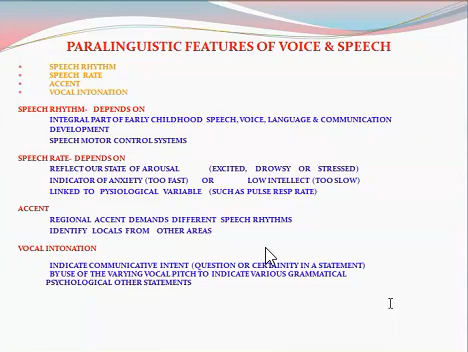 PARALINGUISTIC FEATURES OF VOICE & SPEECH
• SPEECH RHYTHM
• SPEECH RATE
• ACCENT
• VOCAL INTONATION
SPEECH RHYTHM- DEPENDS ON
INTEGRAL PART OF EARLY CHILDHOOD SPEECH, VOICE, LANGUAGE & COMMUNICATION
DEVELOPMENT
SPEECH MOTOR CONTROL SYSTEMS
SPEECH RATE- DEPENDS ON
REFLECT OUR STATE OF AROUSAL (EXCITED, DROWSY OR STRESSED)
INDICATOR OF ANXIETY (TOO FAST) OR LOW INTELLECT (TOO SLOW)
LINKED TO PYSIOLOGICAL VARIABLE (SUCH AS PULSE RESP RATE)
ACCENT
REGIONAL ACCENT DEMANDS DIFFERENT SPEECH RHYTHMS
IDENTIFY LOCALS FROM OTHER AREAS
VOCAL INTONATION
INDICATE COMMUNICATIVE INTENT (QUESTION OR CERTAINITY IN A STATEMENT)
BY USE OF THE VARYING VOCAL PITCH TO INDICATE VARIOUS GRAMMATICAL
PSYCHOLOGICAL OTHER STATEMENTS